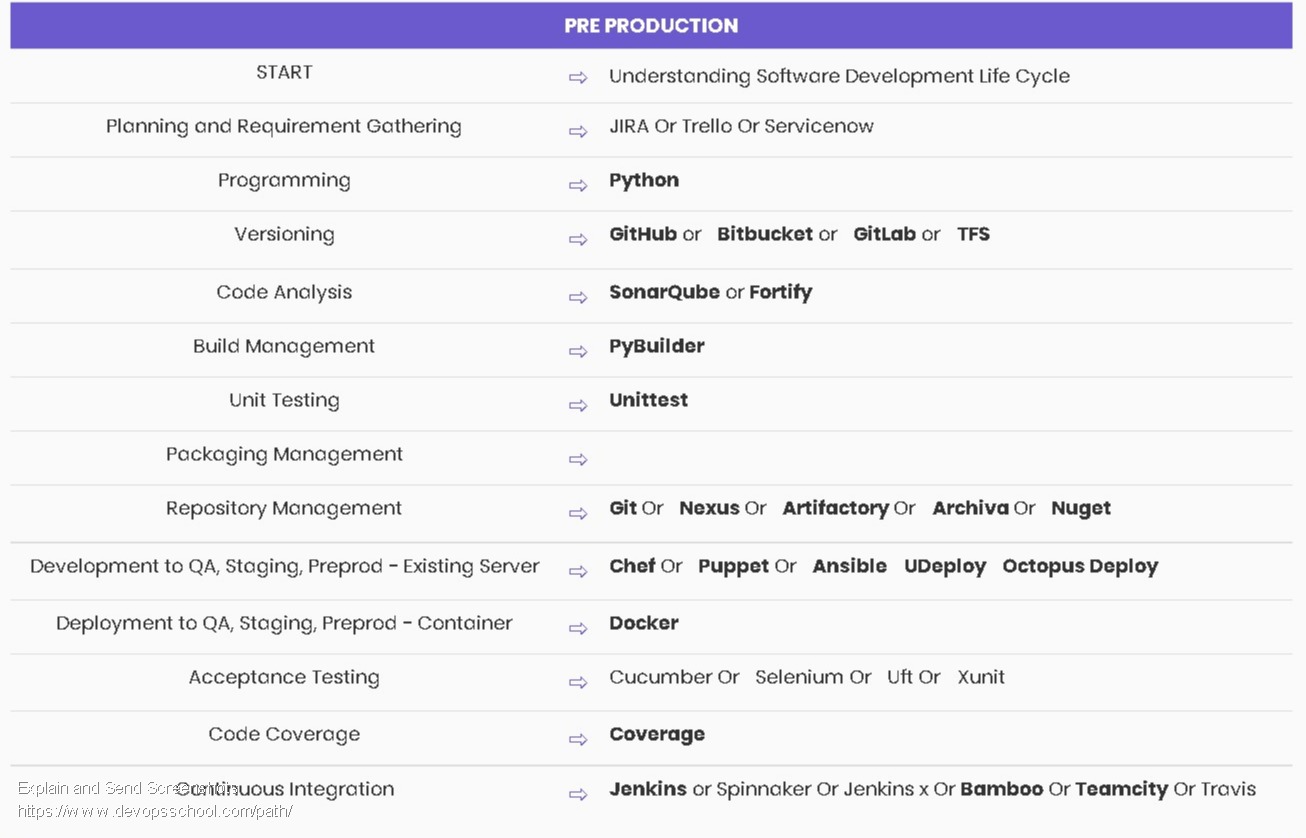 PRE PRODUCTION
START ⇨ Understanding Software Development Life Cycle
Planning and Requirement Gathering ⇨ JIRA Or Trello Or Servicenow
Programming ⇨ Python
Versioning ⇨ GitHub or Bitbucket or GitLab or TFS
Code Analysis ⇨ SonarQube or Fortify
Build Management ⇨ PyBuilder
Unit Testing ⇨ Unittest
Packaging Management ⇨
Repository Management ⇨ Git Or Nexus Or Artifactory Or Archiva Or Nuget
Development to QA, Staging, Preprod - Existing Server ⇨ Chef Or Puppet Or Ansible UDeploy Octopus Deploy
Deployment to QA, Staging, Preprod - Container ⇨ Docker
Acceptance Testing ⇨ Cucumber Or Selenium Or Uft Or Xunit
Code Coverage ⇨ Coverage
Continuous Integration ⇨ Jenkins or Spinnaker Or Jenkins x Or Bamboo Or Teamcity Or Travis
Explain and Send Screenshots
https://www.devopsschool.com/path/